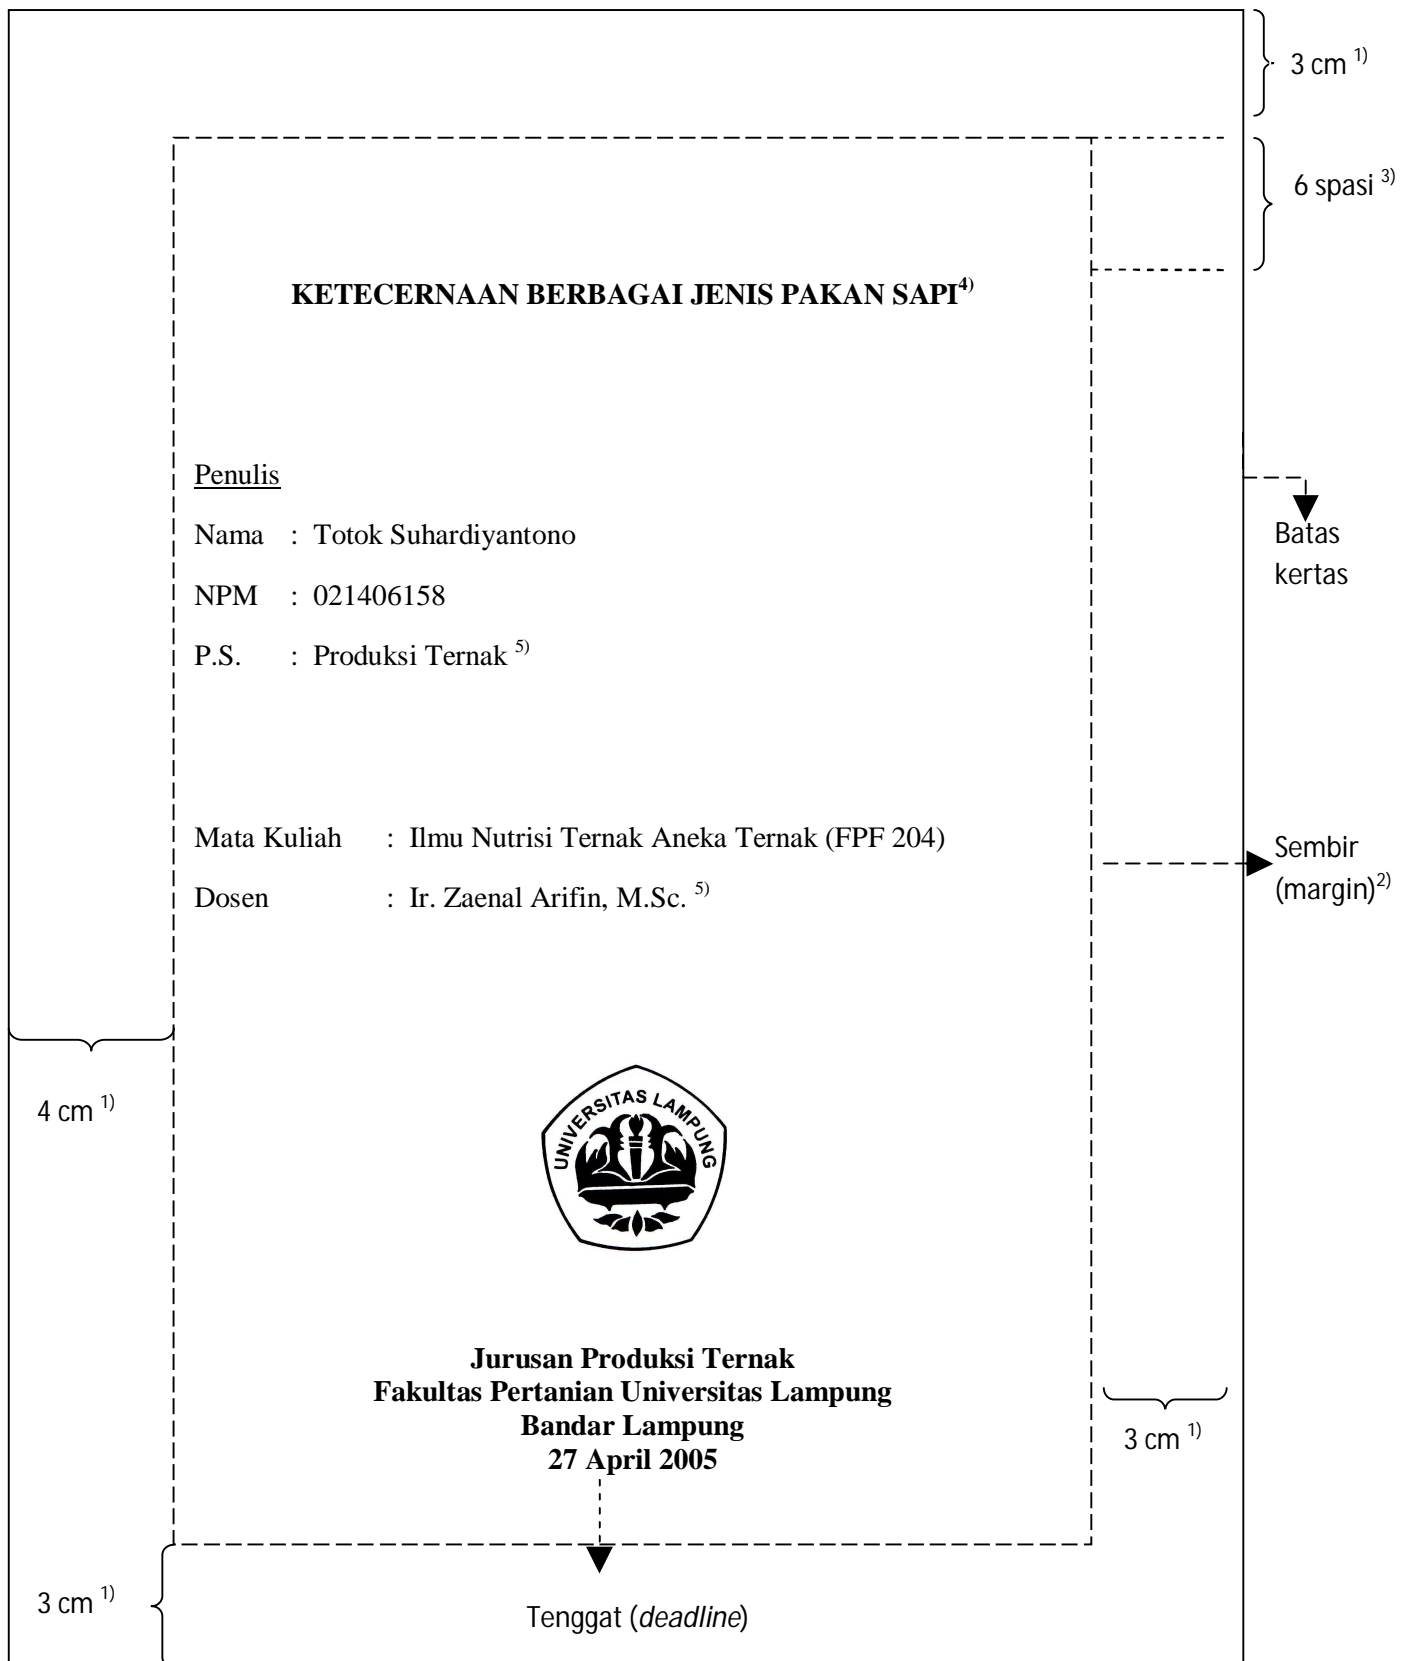 3 cm 1)
6 spasi 3)
KETECERNAAN BERBAGAI JENIS PAKAN SAPI4)
Penulis
Nama : Totok Suhardiyantono
NPM : 021406158
P.S. : Produksi Ternak 5)
Batas
kertas
Mata Kuliah : Ilmu Nutrisi Ternak Aneka Ternak (FPF 204)
Dosen : Ir. Zaenal Arifin, M.Sc. 5)
Sembir
(margin)2)
4 cm 1)
UNIVERSITAS LAMPUNG
Jurusan Produksi Ternak
Fakultas Pertanian Universitas Lampung
Bandar Lampung
27 April 2005
3 cm 1)
3 cm 1)
Tenggat (deadline)